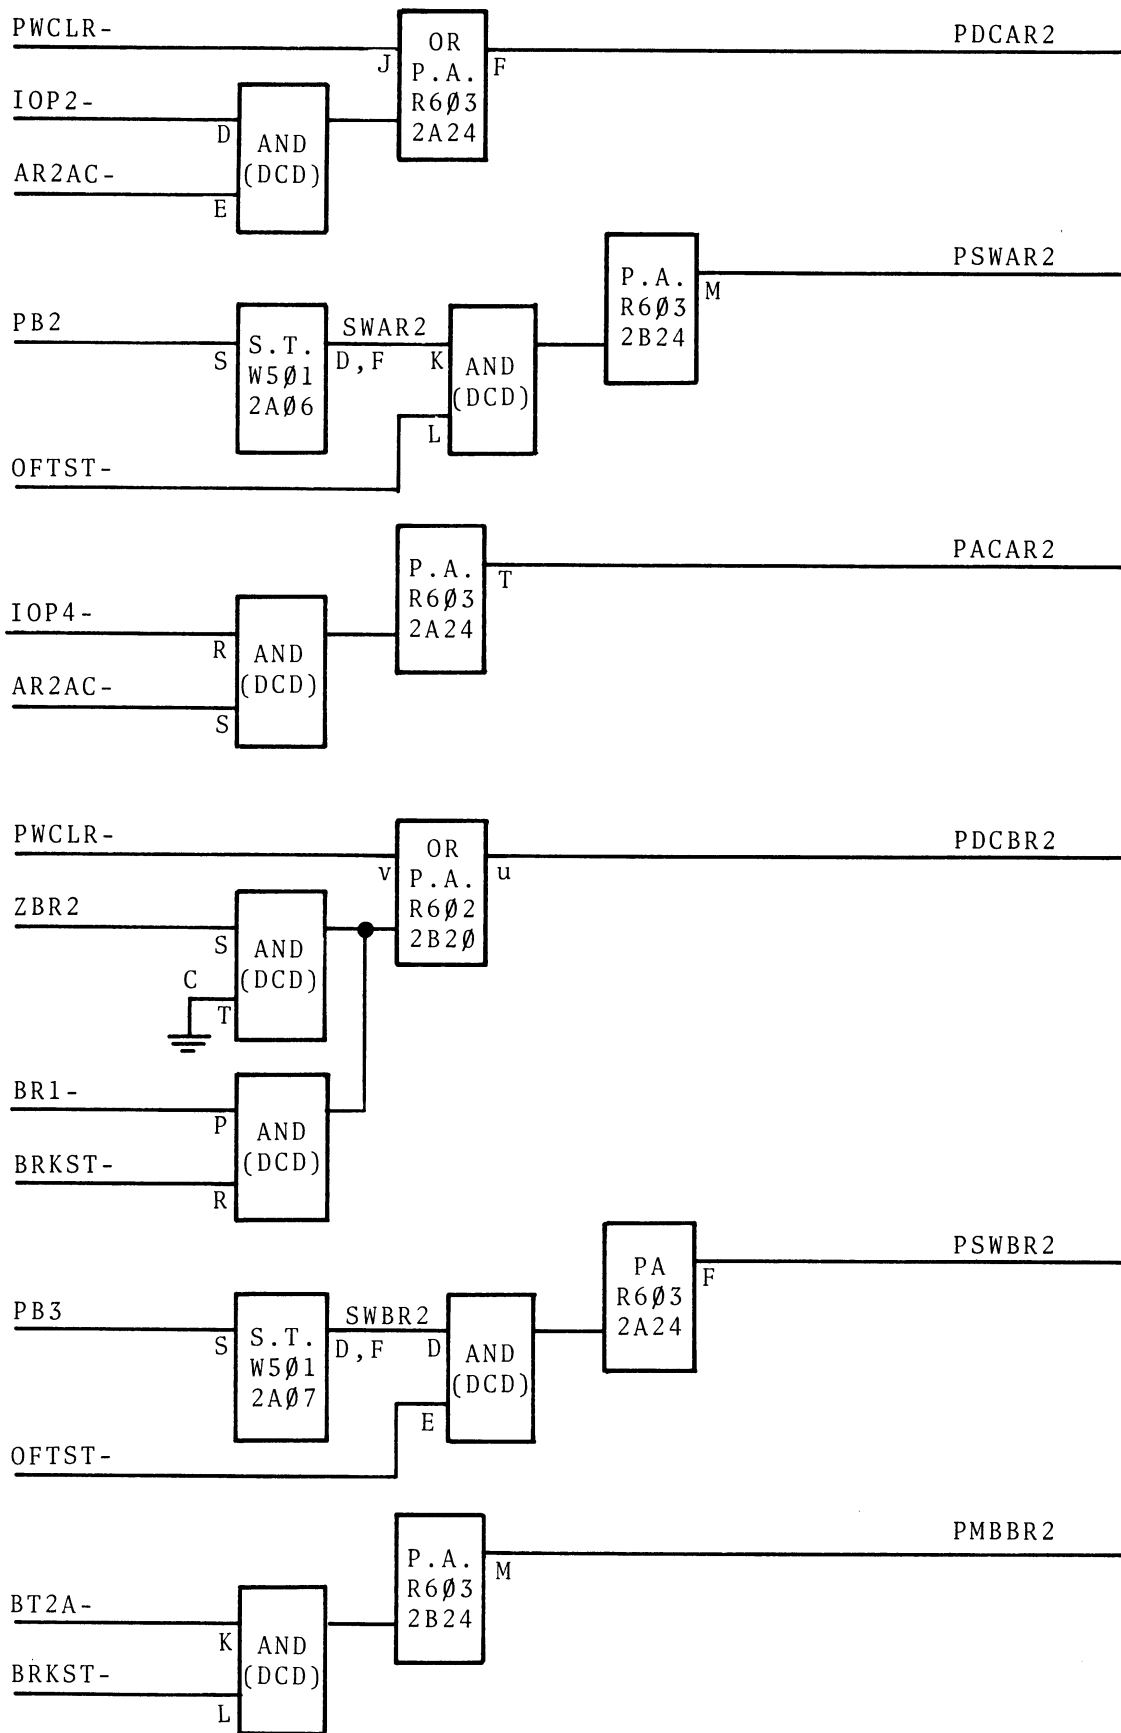 PWCLR-
J
OR
P.A.
R6Ø3
2A24
F
PDCAR2
IOP2-
D
AR2AC-
E
AND
(DCD)
PB2
S
S.T.
W5Ø1
2AØ6
SWAR2
D,F
K
AND
(DCD)
L
OFTST-
P.A.
R6Ø3
2B24
M
PSWAR2
IOP4-
R
AR2AC-
S
AND
(DCD)
P.A.
R6Ø3
2A24
T
PACAR2
PWCLR-
v
OR
P.A.
R6Ø2
2B2Ø
u
PDCBR2
ZBR2
S
C
T
AND
(DCD)
BR1-
P
BRKST-
R
AND
(DCD)
PB3
S
S.T.
W5Ø1
2AØ7
SWBR2
D,F
D
AND
(DCD)
E
OFTST-
PA
R6Ø3
2A24
F
PSWBR2
BT2A-
K
BRKST-
L
AND
(DCD)
P.A.
R6Ø3
2B24
M
PMBBR2